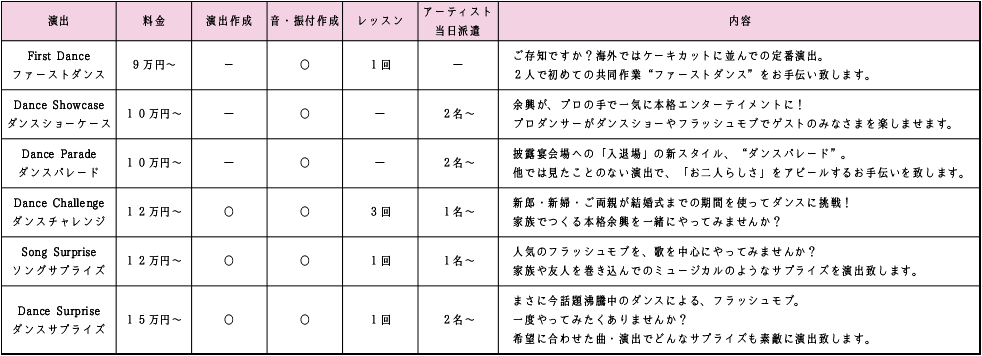 演出 料金 演出作成 音・振付作成 レッスン アーティスト 当日派遣 内容
First Dance
ファーストダンス
9万円～ － ○ 1回 －
ご存知ですか？海外ではケーキカットに並んでの定番演出。
2人で初めての共同作業“ファーストダンス”をお手伝い致します。
Dance Showcase
ダンスショーケース
10万円～ － ○ － 2名～
余興が、プロの手で一気に本格エンターテイメントに！
プロダンサーがダンスショーやフラッシュモブでゲストのみなさまを楽しませます。
Dance Parade
ダンスパレード
10万円～ － ○ － 2名～
披露宴会場への「入退場」の新スタイル、“ダンスパレード”。
他では見たことのない演出で、「お二人らしさ」をアピールするお手伝いを致します。
Dance Challenge
ダンスチャレンジ
12万円～ ○ ○ 3回 1名～
新郎・新婦・ご両親が結婚式までの期間を使ってダンスに挑戦！
家族でつくる本格余興を一緒にやってみませんか？
Song Surprise
ソングサプライズ
12万円～ ○ ○ 1回 1名～
人気のフラッシュモブを、歌を中心にやってみませんか？
家族や友人を巻き込んでのミュージカルのようなサプライズを演出致します。
Dance Surprise
ダンスサプライズ
15万円～ ○ ○ 1回 2名～
まさに今話題沸騰中のダンスによる、フラッシュモブ。
一度やってみたくありませんか？
希望に合わせた曲・演出でどんなサプライズも素敵に演出致します。